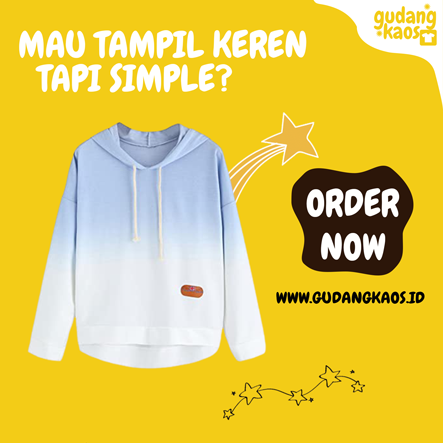 gudang
kaos
MAU TAMPIL KEREN
TAPI SIMPLE?
ORDER
NOW
WWW.GUDANGKAOS.ID